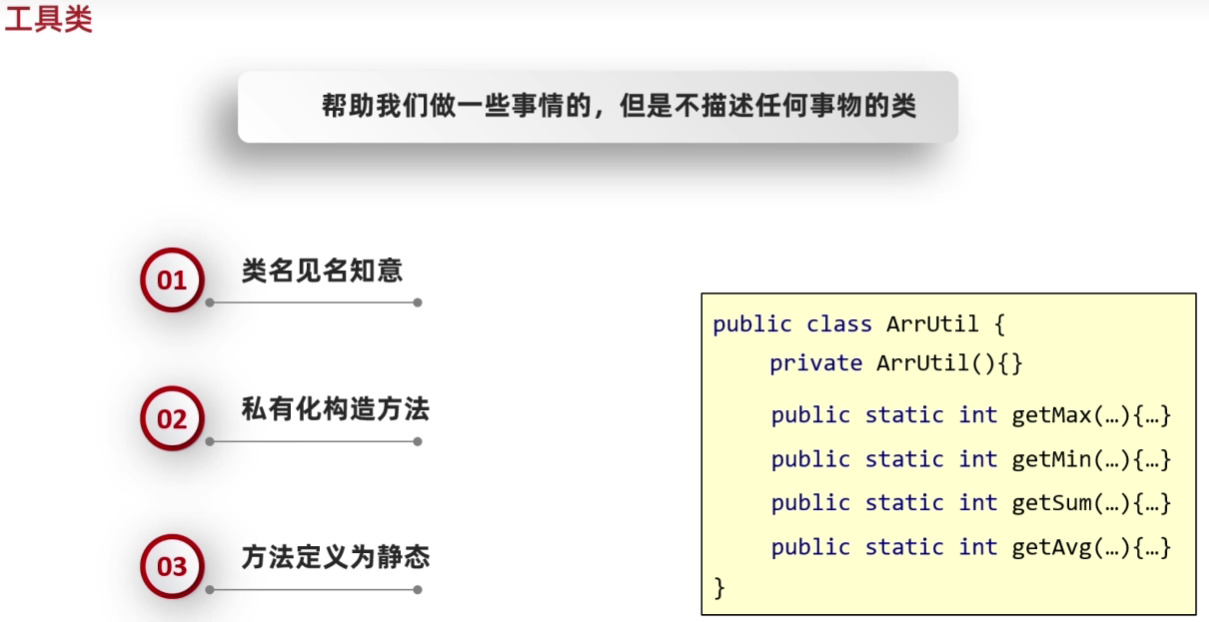 工具类
帮助我们做一些事情的，但是不描述任何事物的类
01
类名见名知意
02
私有化构造方法
03
方法定义为静态
public class ArrUtil {
private ArrUtil(){}
public static int getMax(…){…}
public static int getMin(…){…}
public static int getSum(…){…}
public static int getAvg(…){…}
}